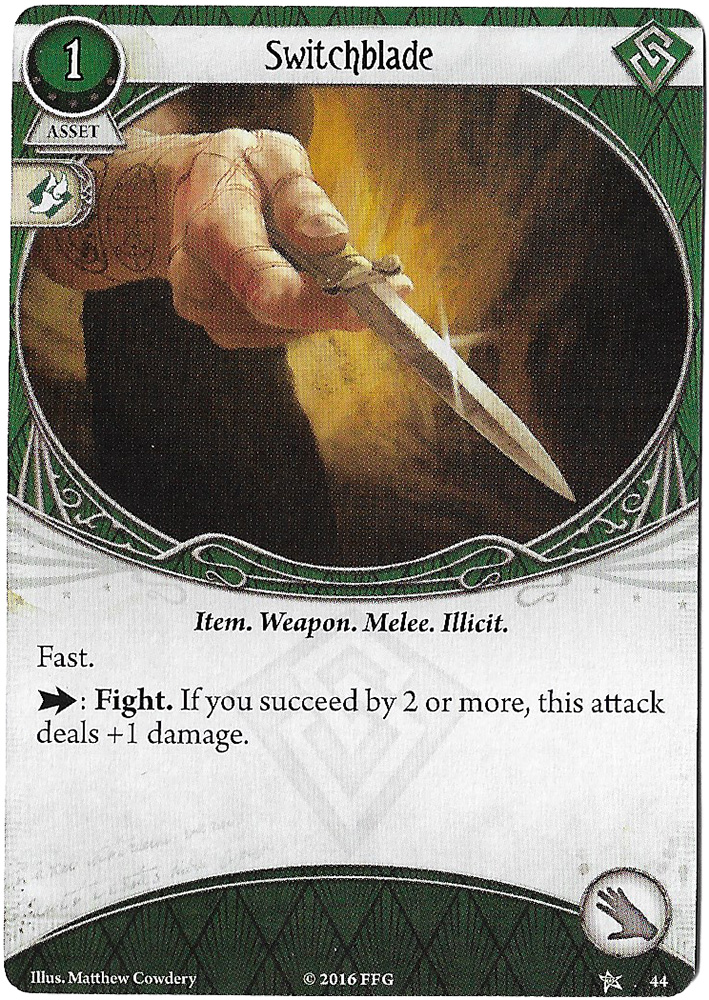 1
Switchblade
ASSET
Item. Weapon. Melee. Illicit.
Fast.
: Fight. If you succeed by 2 or more, this attack
deals +1 damage.
Illus. Matthew Cowdery
© 2016 FFG
44